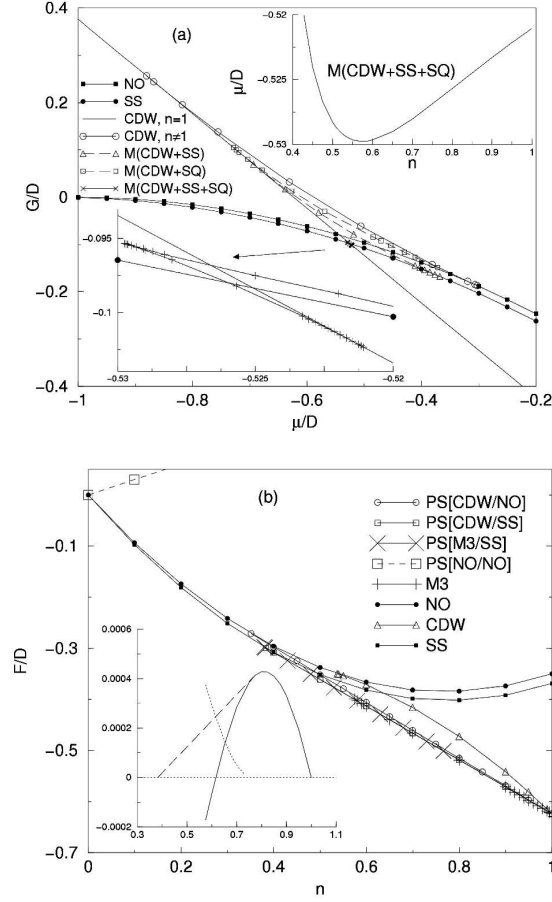 0.4
0.2
0
−0.2
−0.4
G/D
(a)
NO
SS
CDW, n=1
CDW, n≠1
M(CDW+SS)
M(CDW+SQ)
M(CDW+SS+SQ)
−0.52
−0.525
−0.53
μ/D
M(CDW+SS+SQ)
0.4 0.5 0.6 0.7 0.8 0.9 1
n
−0.095
−0.1
−0.53 −0.525 −0.52
−1 −0.8 −0.6 −0.4 −0.2
μ/D
−0.1
−0.3
−0.5
−0.7
F/D
(b)
PS[CDW/NO]
PS[CDW/SS]
PS[M3/SS]
PS[NO/NO]
M3
NO
CDW
SS
0.0006
0.0004
0.0002
0
−0.0002
0.3 0.5 0.7 0.9 1.1
0 0.2 0.4 0.6 0.8 1
n